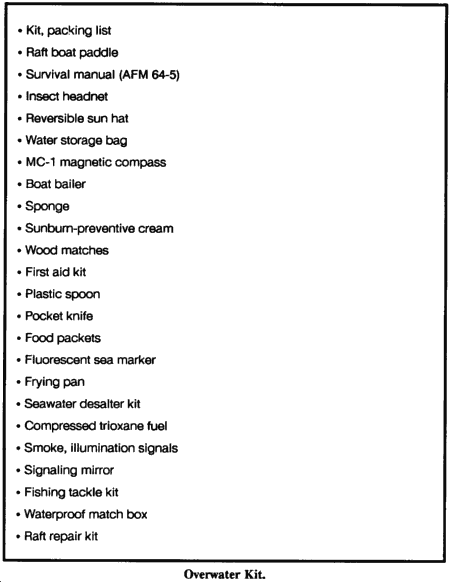 • Kit, packing list
• Raft boat paddle
• Survival manual (AFM 64-5)
• Insect headnet
• Reversible sun hat
• Water storage bag
• MC-1 magnetic compass
• Boat bailer
• Sponge
• Sunburn-preventive cream
• Wood matches
• First aid kit
• Plastic spoon
• Pocket knife
• Food packets
• Fluorescent sea marker
• Frying pan
• Seawater desalter kit
• Compressed trioxane fuel
• Smoke, illumination signals
• Signaling mirror
• Fishing tackle kit
• Waterproof match box
• Raft repair kit
Overwater Kit.